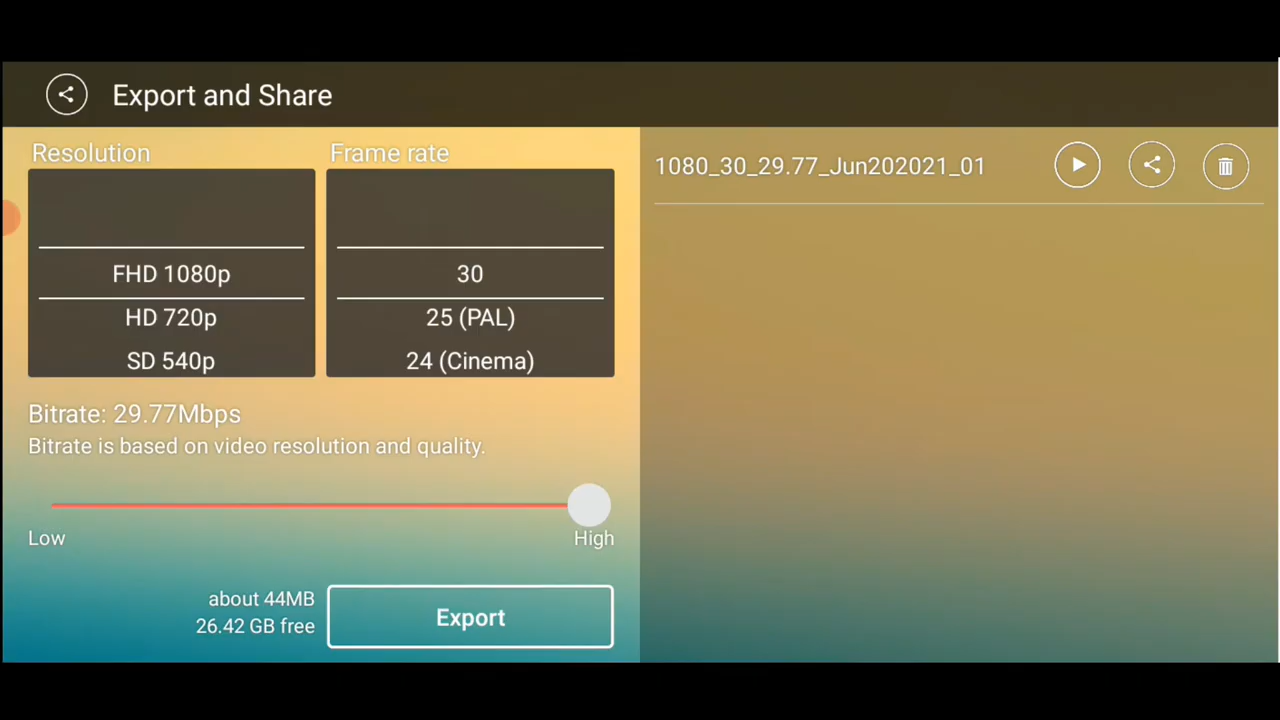 Export and Share
Resolution
FHD 1080p
HD 720p
SD 540p
Frame rate
30
25 (PAL)
24 (Cinema)
Bitrate: 29.77Mbps
Bitrate is based on video resolution and quality.
Low
High
about 44MB
26.42 GB free
Export
1080_30_29.77_Jun202021_01